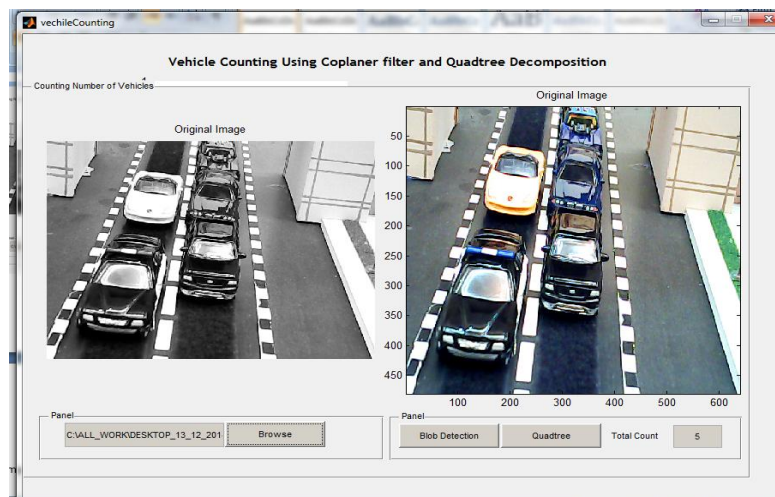 vechileCounting
Vehicle Counting Using Coplaner filter and Quadtree Decomposition
Counting Number of Vehicles
Original Image
Original Image
50
100
150
200
250
300
350
400
450
100
200
300
400
500
600
Panel
C:\ALL_WORK\DESKTOP_13_12_201
Browse
Panel
Blob Detection
Quadtree
Total Count
5